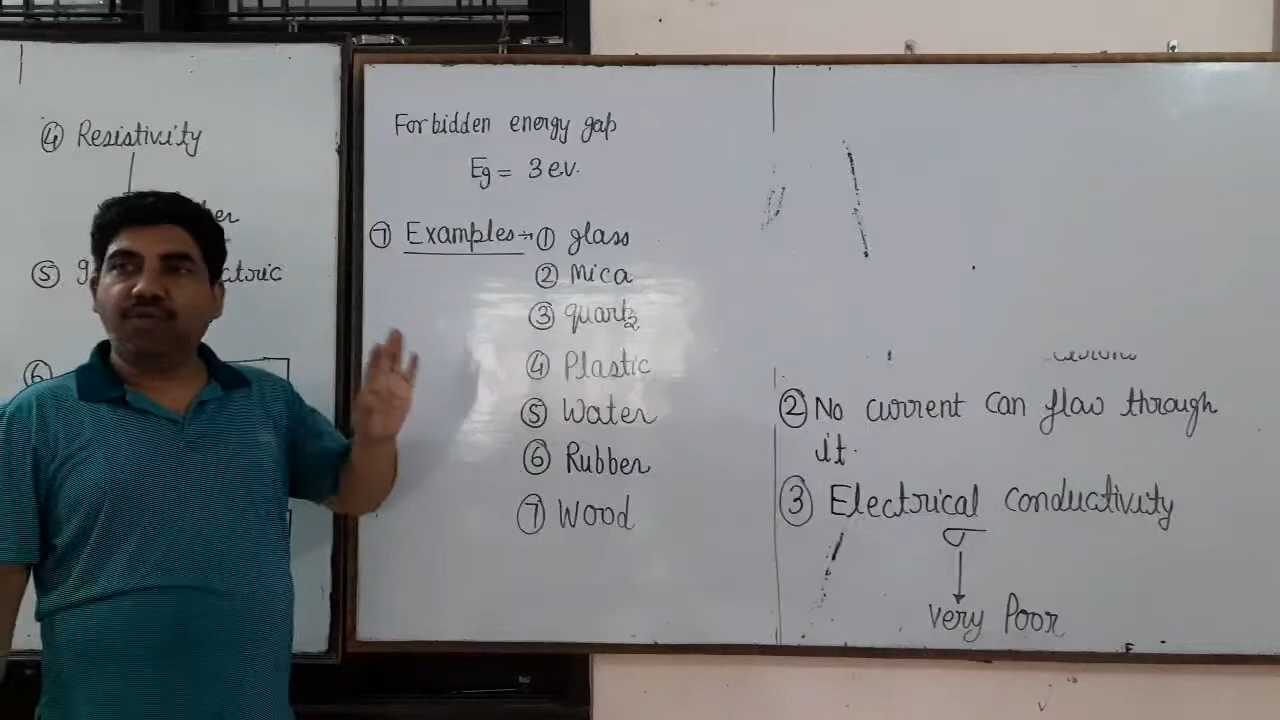 ④ Resistivity
⑤
⑥
Forbidden energy gap
Eg = 3 ev.
⑦ Examples → ① glass
② Mica
③ quartz
④ Plastic
⑤ Water
⑥ Rubber
⑦ Wood
② No current can flow through
it.
③ Electrical conductivity
σ
↓
very Poor